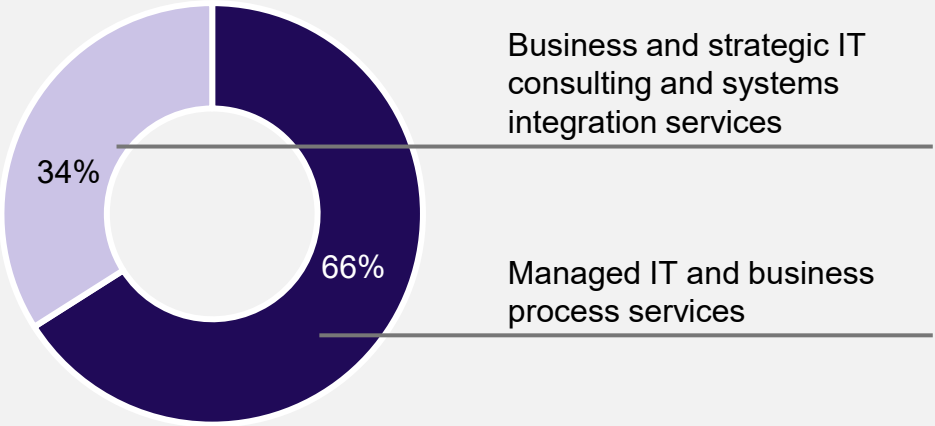 Business and strategic IT
consulting and systems
integration services
34%
66%
Managed IT and business
process services